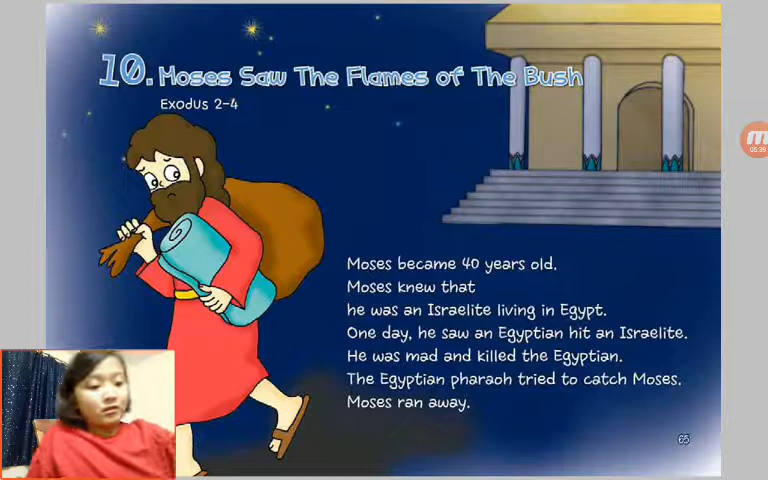 10. Moses Saw The Flames of The Bush
Exodus 2-4
Moses became 40 years old.
Moses knew that
he was an Israelite living in Egypt.
One day, he saw an Egyptian hit an Israelite.
He was mad and killed the Egyptian.
The Egyptian pharaoh tried to catch Moses.
Moses ran away.
65
M
05:39